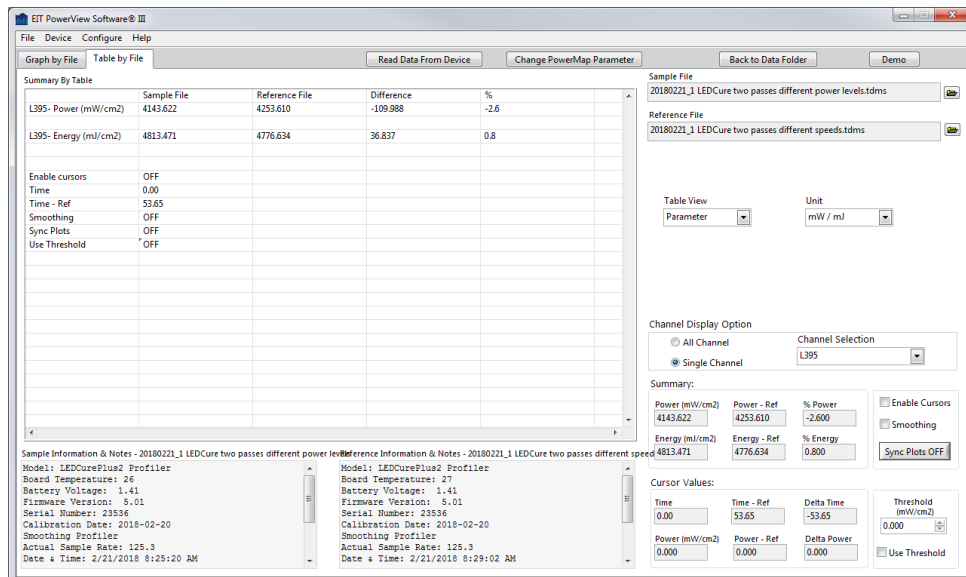 EIT PowerView Software® III
File Device Configure Help
Graph by File Table by File Read Data From Device Change PowerMap Parameter Back to Data Folder Demo
Summary By Table
Sample File Reference File Difference %
L395- Power (mW/cm2) 4143.622 4253.610 -109.988 -2.6
L395- Energy (mJ/cm2) 4813.471 4776.634 36.837 0.8
Enable cursors OFF
Time 0.00
Time - Ref 53.65
Smoothing OFF
Sync Plots OFF
Use Threshold OFF
Sample File
20180221_1 LEDCure two passes different power levels.tdms
Reference File
20180221_1 LEDCure two passes different speeds.tdms
Table View Unit
Parameter mW / mJ
Channel Display Option
All Channel
Single Channel
Channel Selection
L395
Summary:
Power (mW/cm2) Power - Ref % Power
4143.622 4253.610 -2.600
Energy (mJ/cm2) Energy - Ref % Energy
4813.471 4776.634 0.800
Enable Cursors
Smoothing
Sync Plots OFF
Sample Information & Notes - 20180221_1 LEDCure two passes different power
Model: LEDCurePlus2 Profiler
Board Temperature: 26
Battery Voltage: 1.41
Firmware Version: 5.01
Serial Number: 23536
Calibration Date: 2018-02-20
Smoothing Profiler
Actual Sample Rate: 125.3
Date & Time: 2/21/2018 8:25:20 AM
Information & Notes - 20180221_1 LEDCure two passes different speed
Model: LEDCurePlus2 Profiler
Board Temperature: 27
Battery Voltage: 1.41
Firmware Version: 5.01
Serial Number: 23536
Calibration Date: 2018-02-20
Smoothing Profiler
Actual Sample Rate: 125.3
Date & Time: 2/21/2018 8:29:02 AM
Cursor Values:
Time Time - Ref Delta Time
0.00 53.65 -53.65
Power (mW/cm2) Power - Ref Delta Power
0.000 0.000 0.000
Threshold
(mW/cm2)
0.000
Use Threshold